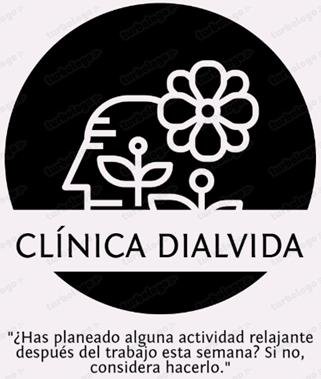 CLÍNICA DIALVIDA
"¿Has planeado alguna actividad relajante
después del trabajo esta semana? Si no,
considera hacerlo."